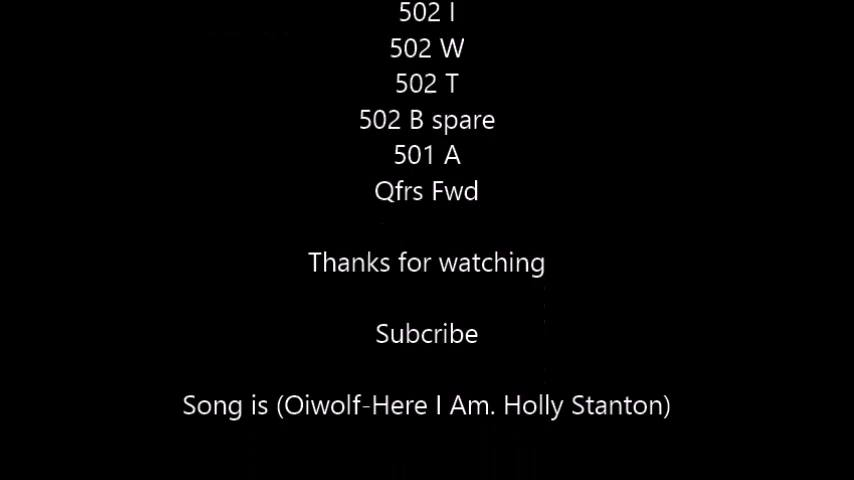 502 I
502 W
502 T
502 B spare
501 A
Qfrs Fwd
Thanks for watching
Subcribe
Song is (Oiwolf-Here I Am. Holly Stanton)